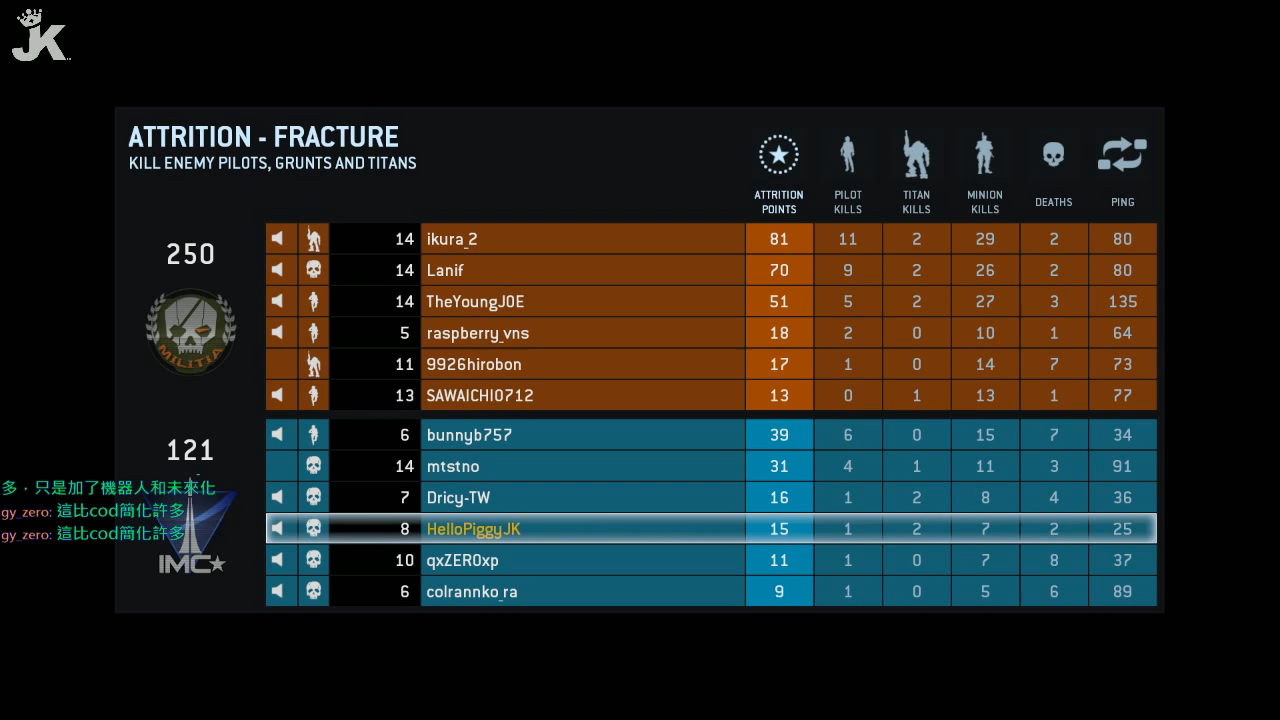 JK...
ATTRITION - FRACTURE
KILL ENEMY PILOTS, GRUNTS AND TITANS
ATTRITION POINTS PILOT KILLS TITAN KILLS MINION KILLS DEATHS PING
250
MILITIA
14 ikura_2 81 11 2 29 2 80
14 Lanif 70 9 2 26 2 80
14 TheYoungJ0E 51 5 2 27 3 135
5 raspberry_vns 18 2 0 10 1 64
11 9926hirobon 17 1 0 14 7 73
13 SAWAICHI0712 13 0 1 13 1 77
121
IMC
6 bunnyb757 39 6 0 15 7 34
14 mtstno 31 4 1 11 3 91
7 Dricy-TW 16 1 2 8 4 36
8 HelloPiggyJK 15 1 2 7 2 25
10 qxZER0xp 11 1 0 7 8 37
6 colrannko_ra 9 1 0 5 6 89
多，只是加了機器人和未來化
gy_zero: 這比cod簡化許多
gy_zero: 這比cod簡化許多